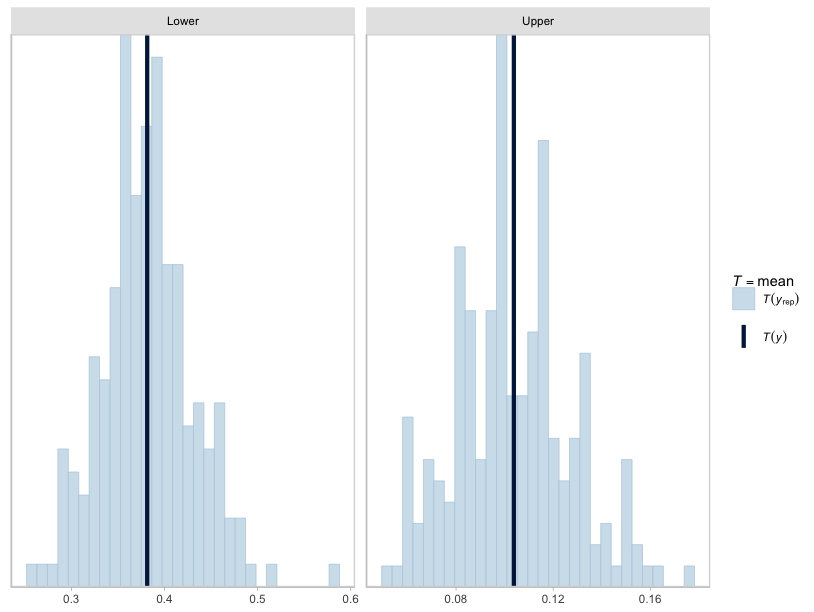 Lower
Upper
T = mean
T(yrep)
T(y)
0.3
0.4
0.5
0.6
0.08
0.12
0.16